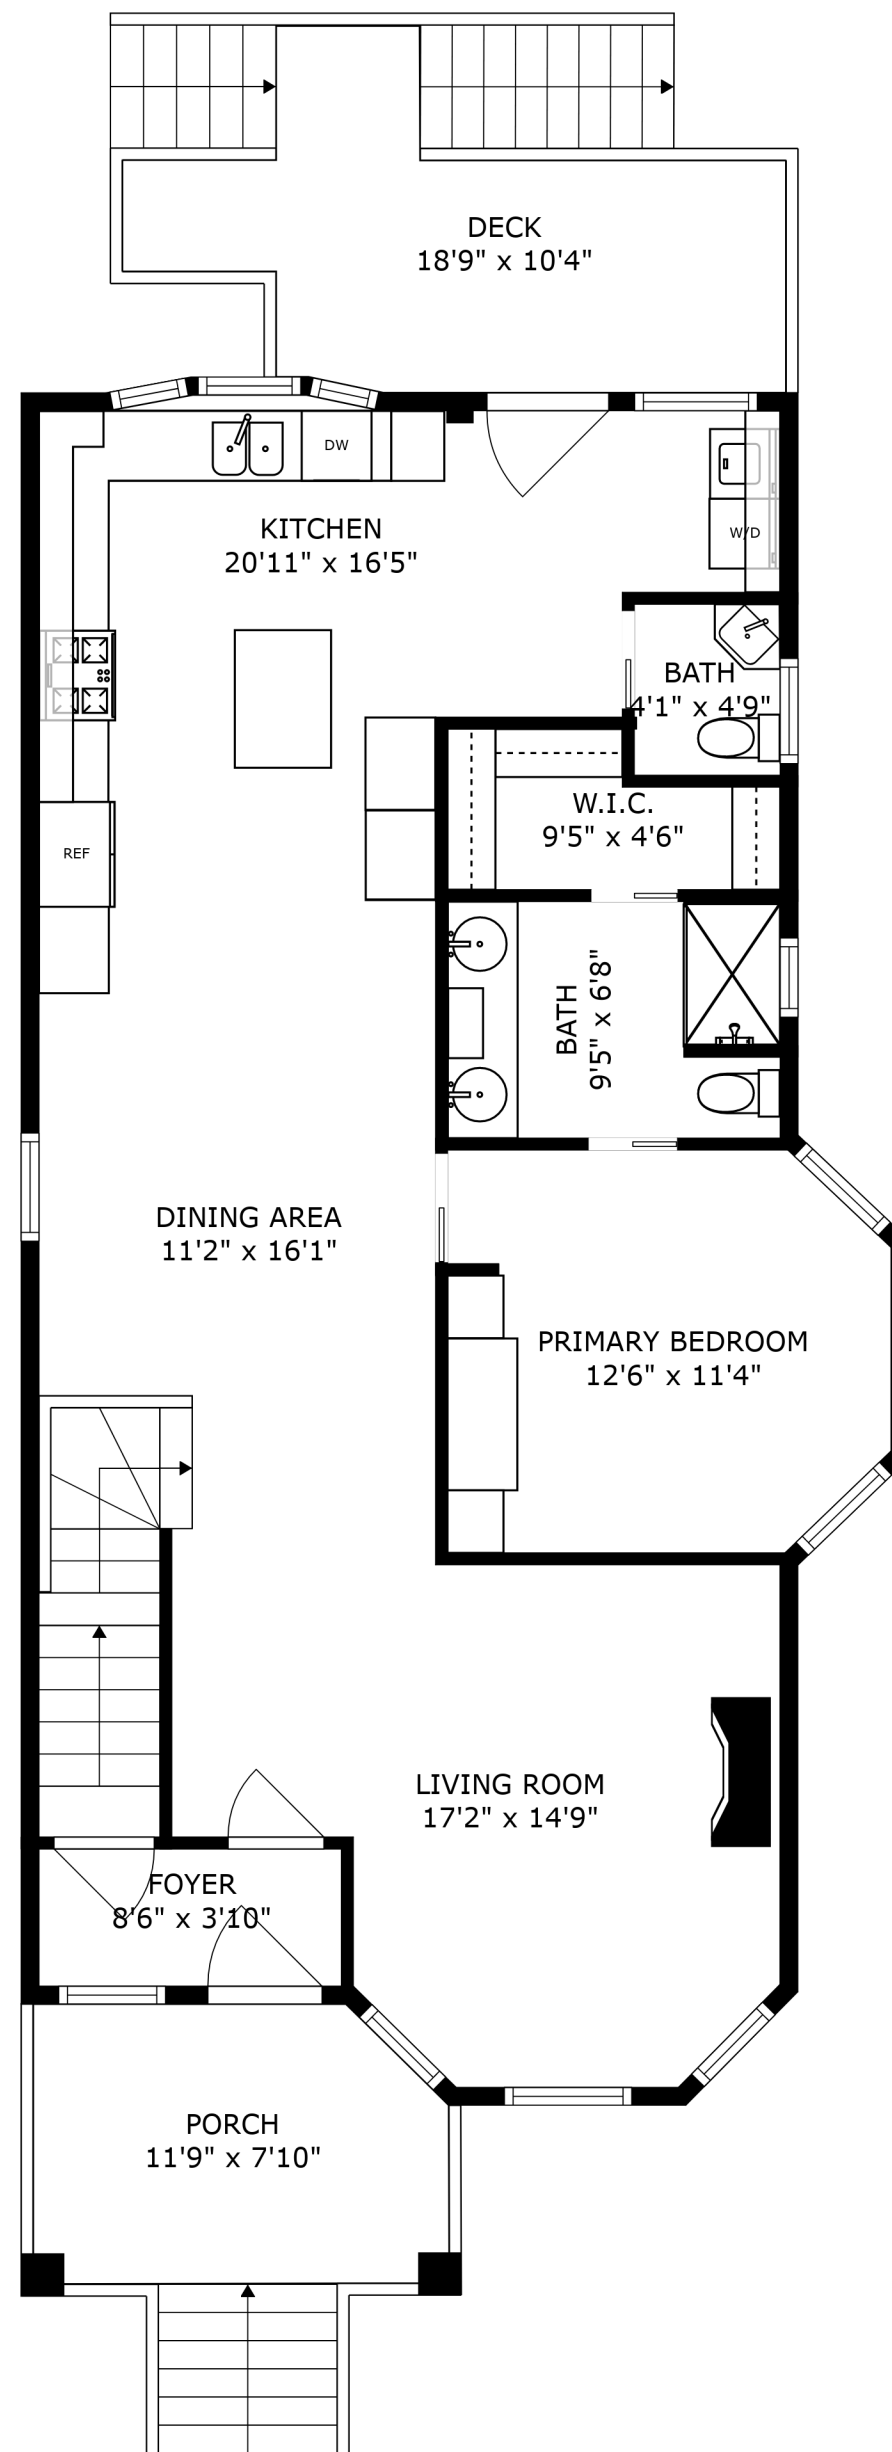 DECK
18'9" x 10'4"
DW
KITCHEN
20'11" x 16'5"
W/D
BATH
4'1" x 4'9"
W.I.C.
9'5" x 4'6"
REF
BATH
9'5" x 6'8"
DINING AREA
11'2" x 16'1"
PRIMARY BEDROOM
12'6" x 11'4"
LIVING ROOM
17'2" x 14'9"
FOYER
8'6" x 3'10"
PORCH
11'9" x 7'10"